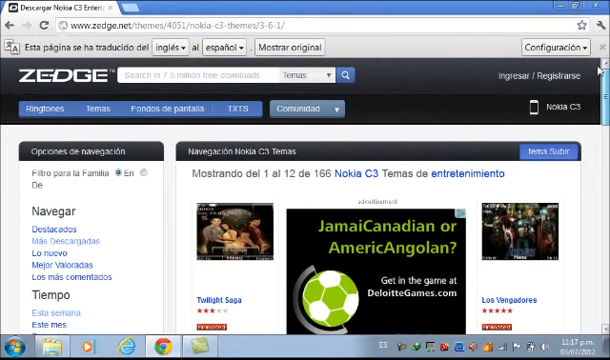 Descargar Nokia C3 Entert
www.zedge.net/themes/4051/nokia-c3-themes/3-6-1/
Esta página se ha traducido del inglés al español Mostrar original Configuración
ZEDGE Search in 7.5 million free downloads Temas Ingresar / Registrarse
Ringtones Temas Fondos de pantalla TXTS Comunidad Nokia C3
Opciones de navegación
Filtro para la Familia En
De
Navegar
Destacados
Más Descargadas
Lo nuevo
Mejor Valoradas
Los más comentados
Tiempo
Esta semana
Este mes
Navegación Nokia C3 Temas tema Subir
Mostrando del 1 al 12 de 166 Nokia C3 Temas de entretenimiento
advertisement
JamaiCanadian or
AmericAngolan?
Get in the game at
DeloitteGames.com
Menu
Twilight Saga
Animated
Los Vengadores
Animated
ES
11:17 p.m.
03/07/2012